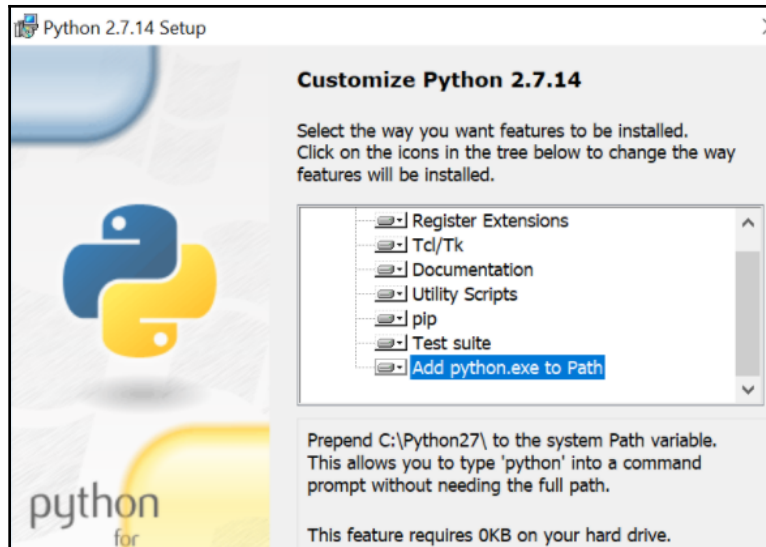 Python 2.7.14 Setup
Customize Python 2.7.14
Select the way you want features to be installed.
Click on the icons in the tree below to change the way
features will be installed.
Register Extensions
Tcl/Tk
Documentation
Utility Scripts
pip
Test suite
Add python.exe to Path
Prepend C:\Python27\ to the system Path variable.
This allows you to type 'python' into a command
prompt without needing the full path.
This feature requires 0KB on your hard drive.
python
for